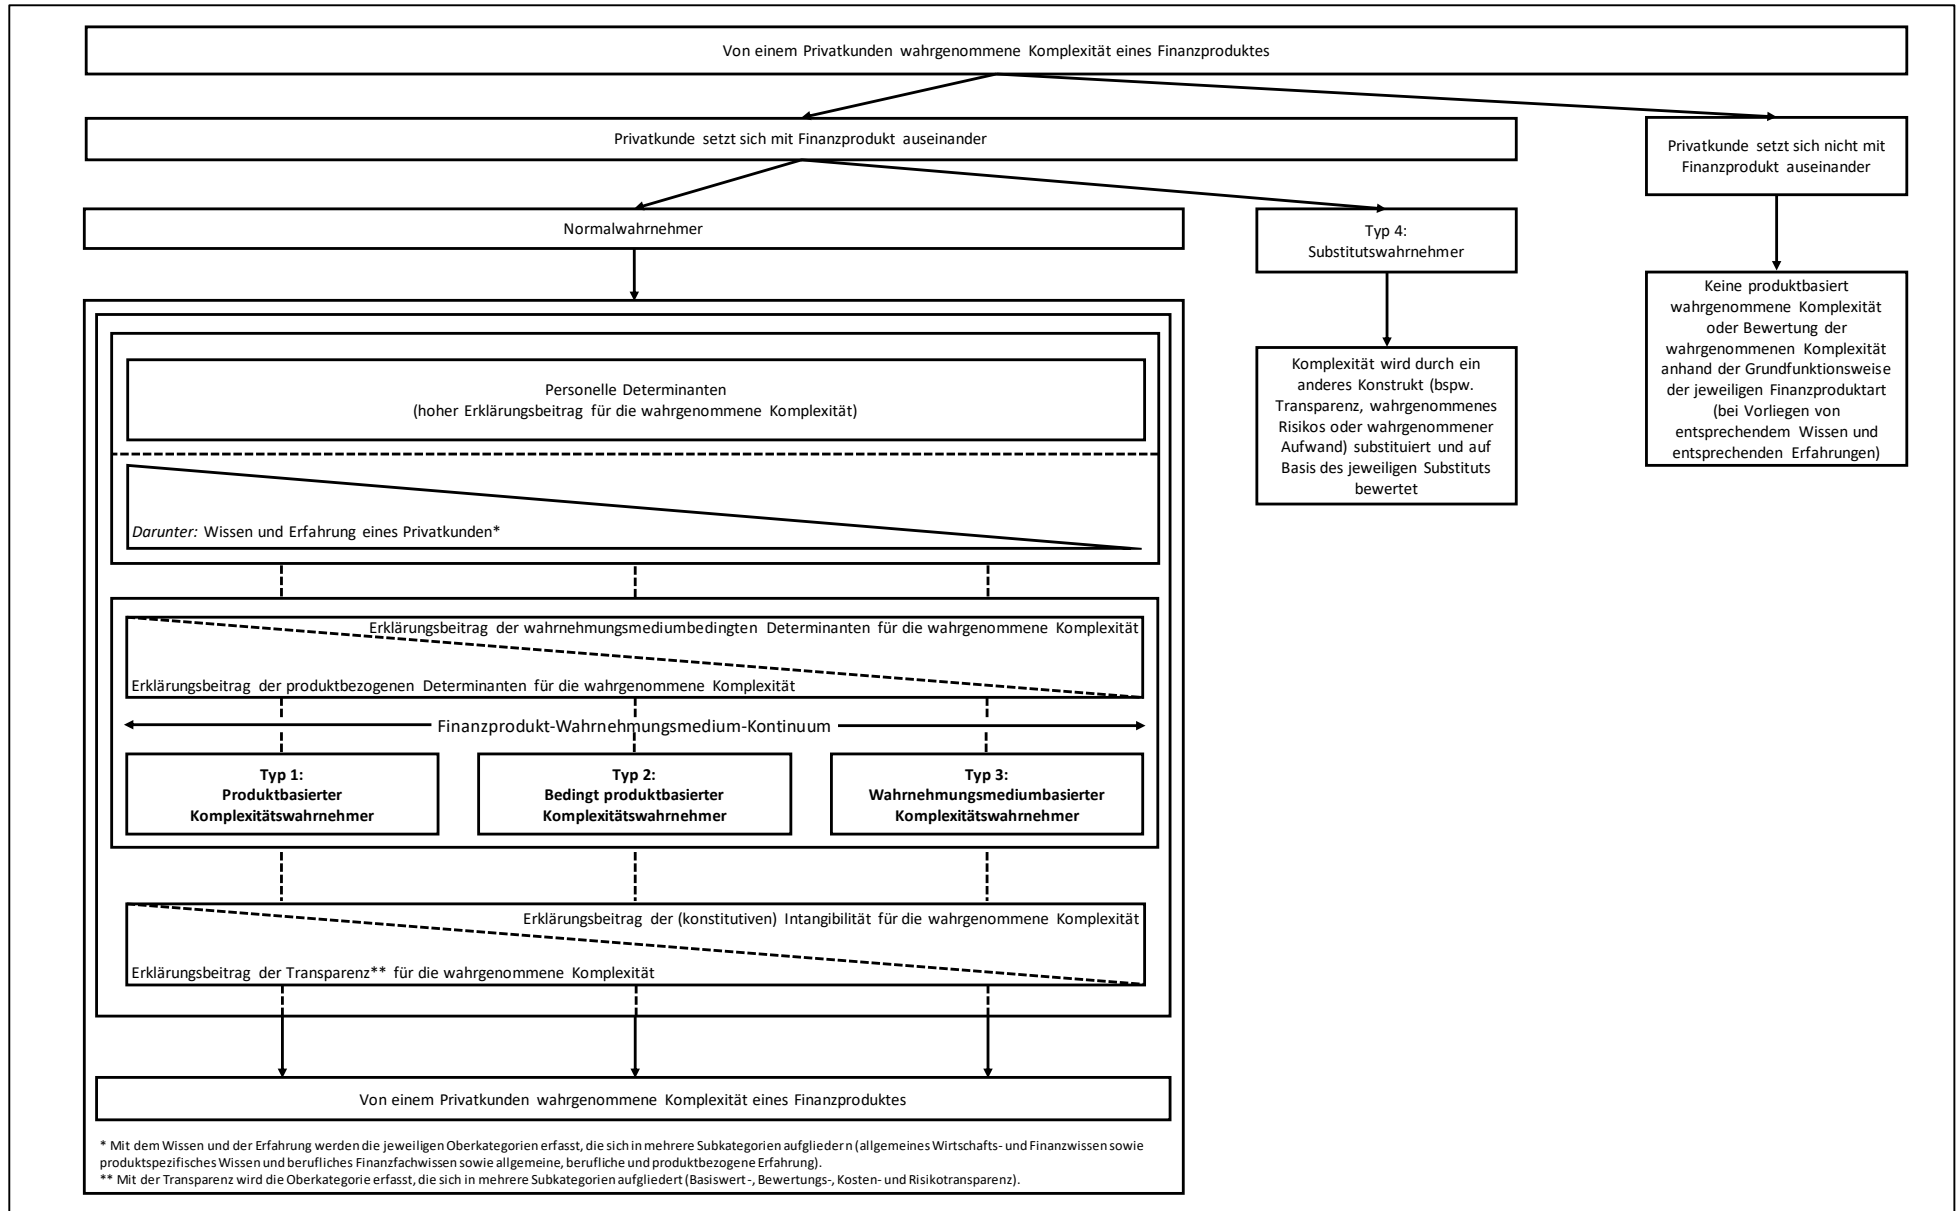 Von einem Privatkunden wahrgenommene Komplexität eines Finanzproduktes
Privatkunde setzt sich mit Finanzprodukt auseinander
Privatkunde setzt sich nicht mit
Finanzprodukt auseinander
Normalwahrnehmer
Typ 4:
Substitutswahrnehmer
Keine produktbasiert
wahrgenommene Komplexität
oder Bewertung der
wahrgenommenen Komplexität
anhand der Grundfunktionsweise
der jeweiligen Finanzproduktart
(bei Vorliegen von
entsprechendem Wissen und
entsprechenden Erfahrungen)
Komplexität wird durch ein
anderes Konstrukt (bspw.
Transparenz, wahrgenommenes
Risikos oder wahrgenommener
Aufwand) substituiert und auf
Basis des jeweiligen Substituts
bewertet
Personelle Determinanten
(hoher Erklärungsbeitrag für die wahrgenommene Komplexität)
Darunter: Wissen und Erfahrung eines Privatkunden*
Erklärungsbeitrag der wahrnehmungsmediumbedingten Determinanten für die wahrgenommene Komplexität
Erklärungsbeitrag der produktbezogenen Determinanten für die wahrgenommene Komplexität
Finanzprodukt-Wahrnehmungsmedium-Kontinuum
Typ 1:
Produktbasierter
Komplexitätswahrnehmer
Typ 2:
Bedingt produktbasierter
Komplexitätswahrnehmer
Typ 3:
Wahrnehmungsmediumbasierter
Komplexitätswahrnehmer
Erklärungsbeitrag der (konstitutiven) Intangibilität für die wahrgenommene Komplexität
Erklärungsbeitrag der Transparenz** für die wahrgenommene Komplexität
Von einem Privatkunden wahrgenommene Komplexität eines Finanzproduktes
* Mit dem Wissen und der Erfahrung werden die jeweiligen Oberkategorien erfasst, die sich in mehrere Subkategorien aufgliedern (allgemeines Wirtschafts- und Finanzwissen sowie
produktspezifisches Wissen und berufliches Finanzfachwissen sowie allgemeine, berufliche und produktbezogene Erfahrung).
** Mit der Transparenz wird die Oberkategorie erfasst, die sich in mehrere Subkategorien aufgliedert (Basiswert-, Bewertungs-, Kosten- und Risikotransparenz).